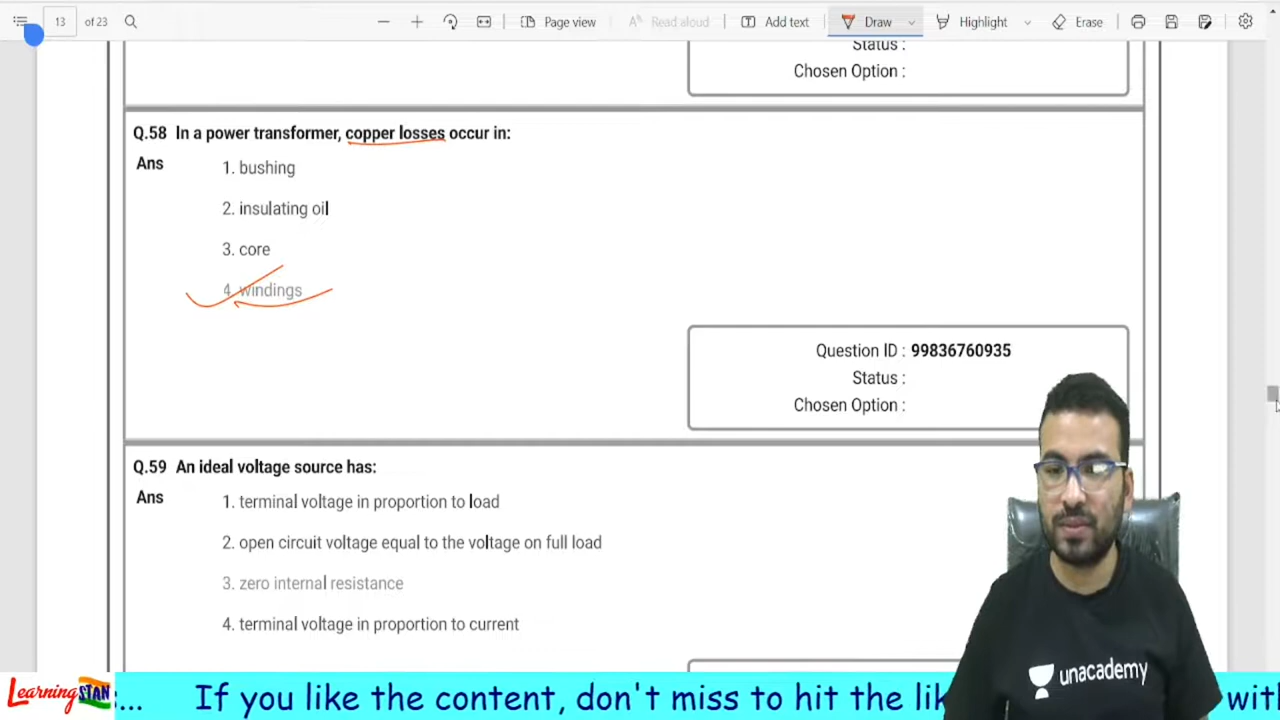 13 of 23
Page view
Read aloud
Add text
Draw
Highlight
Erase
Status :
Chosen Option :
Q.58 In a power transformer, copper losses occur in:
Ans
1. bushing
2. insulating oil
3. core
4. windings
Question ID : 99836760935
Status :
Chosen Option :
Q.59 An ideal voltage source has:
Ans
1. terminal voltage in proportion to load
2. open circuit voltage equal to the voltage on full load
3. zero internal resistance
4. terminal voltage in proportion to current
unacademy
LearningSTAN
... If you like the content, don't miss to hit the